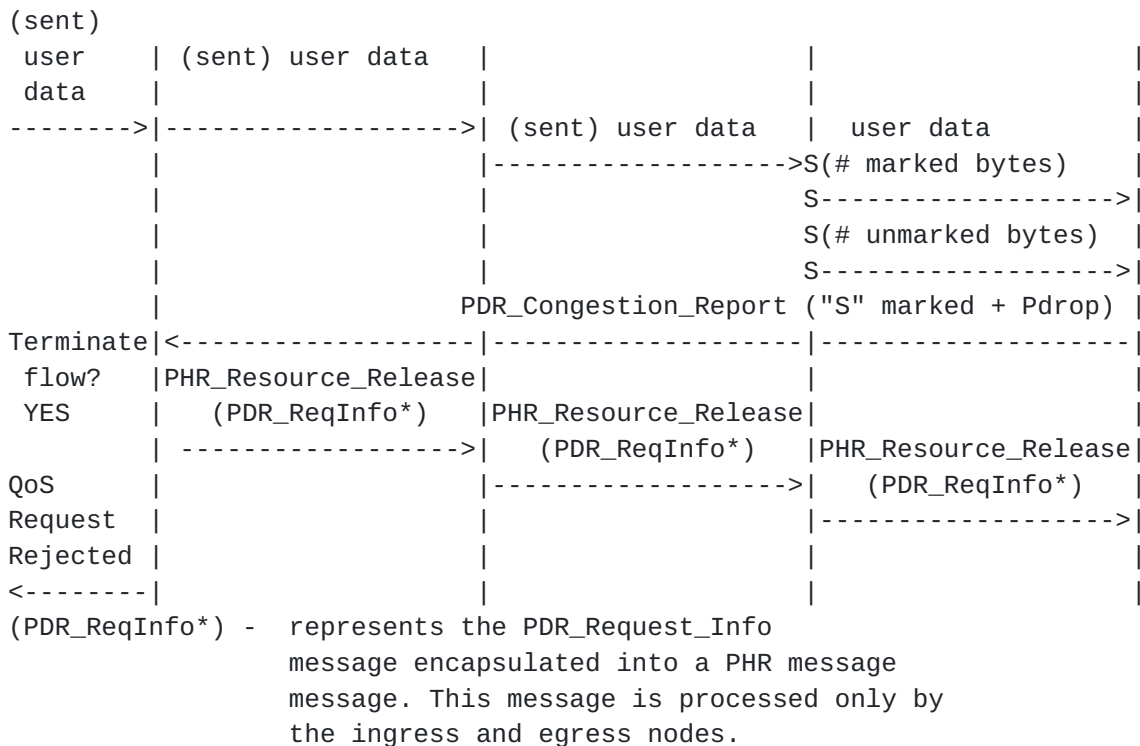 (sent)
 user    | (sent) user data   |                    |                    |
 data    |                    |                    |                    |
-------->|------------------->| (sent) user data   |  user data         |
         |                    |------------------->S(# marked bytes)    |
         |                    |                    S------------------->|
         |                    |                    S(# unmarked bytes)  |
         |                    |                    S------------------->|
         |                   PDR_Congestion_Report ("S" marked + Pdrop) |
Terminate|<-------------------|--------------------|--------------------|
 flow?   |PHR_Resource_Release|                    |                    |
 YES     |   (PDR_ReqInfo*)   |PHR_Resource_Release|                    |
         | ------------------>|   (PDR_ReqInfo*)   |PHR_Resource_Release|
QoS      |                    |------------------->|   (PDR_ReqInfo*)   |
Request  |                    |                    |------------------->|
Rejected |                    |                    |                    |
<--------|                    |                    |                    |
(PDR_ReqInfo*) -  represents the PDR_Request_Info
                  message encapsulated into a PHR message
                  message. This message is processed only by
                  the ingress and egress nodes.